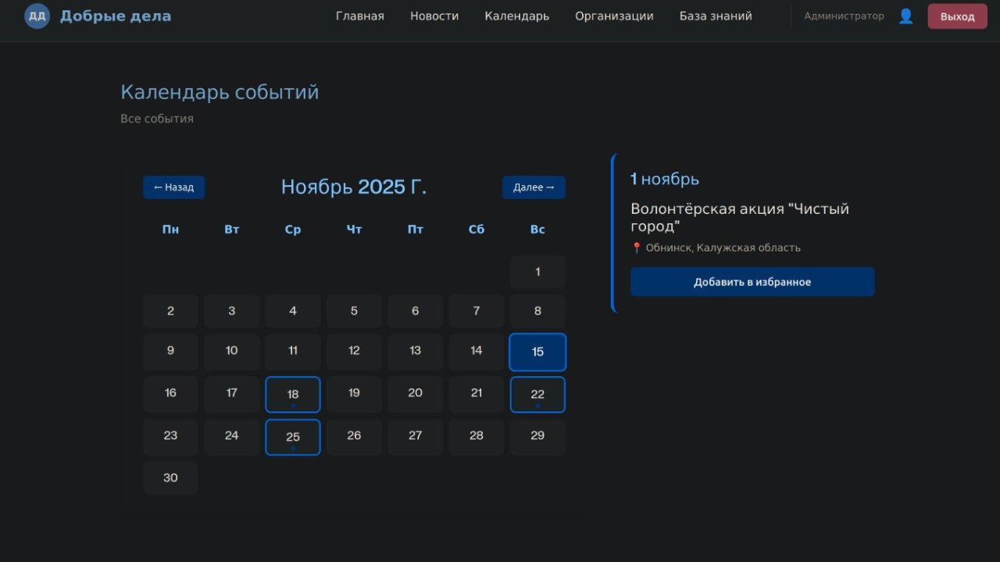 ДД Добрые дела Главная Новости Календарь Организации База знаний Администратор Выход
Календарь событий
Все события
← Назад Ноябрь 2025 Г. Далее →
Пн Вт Ср Чт Пт Сб Вс
1
2 3 4 5 6 7 8
9 10 11 12 13 14 15
16 17 18 19 20 21 22
23 24 25 26 27 28 29
30
1 ноябрь
Волонтёрская акция "Чистый
город"
Обнинск, Калужская область
Добавить в избранное